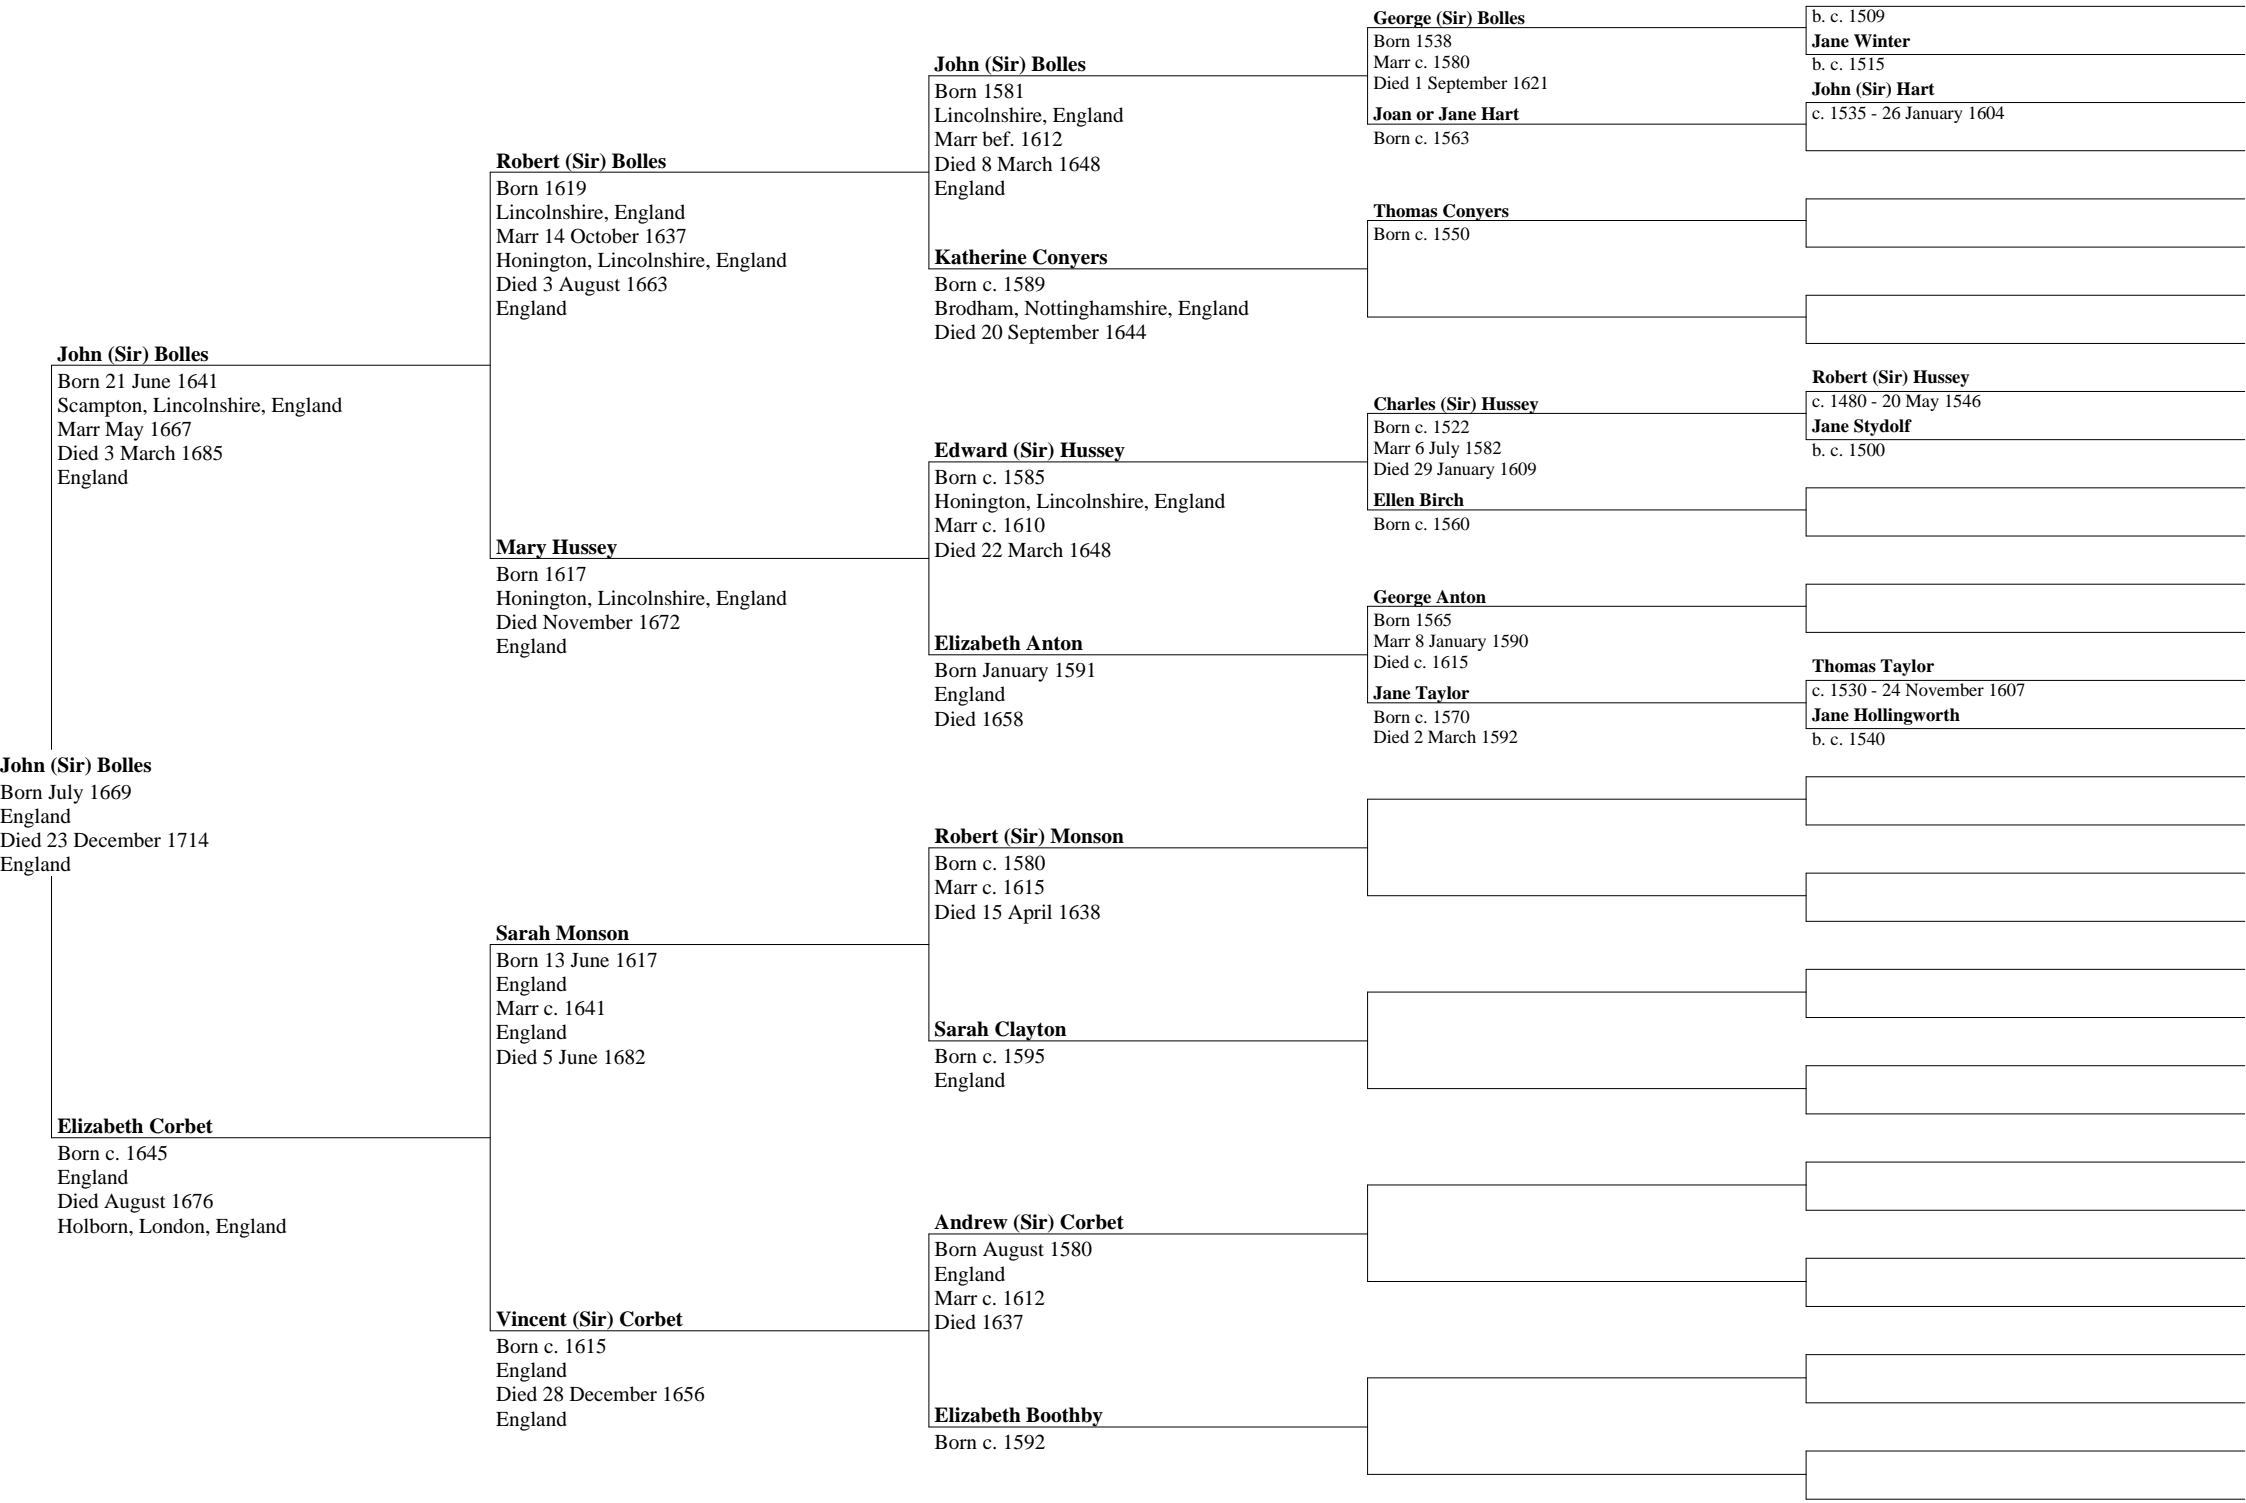 John (Sir) Bolles
Born July 1669
England
Died 23 December 1714
England
John (Sir) Bolles
Born 21 June 1641
Scampton, Lincolnshire, England
Marr May 1667
Died 3 March 1685
England
Elizabeth Corbet
Born c. 1645
England
Died August 1676
Holborn, London, England
Robert (Sir) Bolles
Born 1619
Lincolnshire, England
Marr 14 October 1637
Honington, Lincolnshire, England
Died 3 August 1663
England
Mary Hussey
Born 1617
Honington, Lincolnshire, England
Died November 1672
England
Sarah Monson
Born 13 June 1617
England
Marr c. 1641
England
Died 5 June 1682
Vincent (Sir) Corbet
Born c. 1615
England
Died 28 December 1656
England
John (Sir) Bolles
Born 1581
Lincolnshire, England
Marr bef. 1612
Died 8 March 1648
England
Katherine Conyers
Born c. 1589
Brodham, Nottinghamshire, England
Died 20 September 1644
Edward (Sir) Hussey
Born c. 1585
Honington, Lincolnshire, England
Marr c. 1610
Died 22 March 1648
Elizabeth Anton
Born January 1591
England
Died 1658
Robert (Sir) Monson
Born c. 1580
Marr c. 1615
Died 15 April 1638
Sarah Clayton
Born c. 1595
England
Andrew (Sir) Corbet
Born August 1580
England
Marr c. 1612
Died 1637
Elizabeth Boothby
Born c. 1592
George (Sir) Bolles
Born 1538
Marr c. 1580
Died 1 September 1621
Joan or Jane Hart
Born c. 1563
Thomas Conyers
Born c. 1550
Charles (Sir) Hussey
Born c. 1522
Marr 6 July 1582
Died 29 January 1609
Ellen Birch
Born c. 1560
George Anton
Born 1565
Marr 8 January 1590
Died c. 1615
Jane Taylor
Born c. 1570
Died 2 March 1592
b. c. 1509
Jane Winter
b. c. 1515
John (Sir) Hart
c. 1535 - 26 January 1604
Robert (Sir) Hussey
c. 1480 - 20 May 1546
Jane Stydolf
b. c. 1500
Thomas Taylor
c. 1530 - 24 November 1607
Jane Hollingworth
b. c. 1540